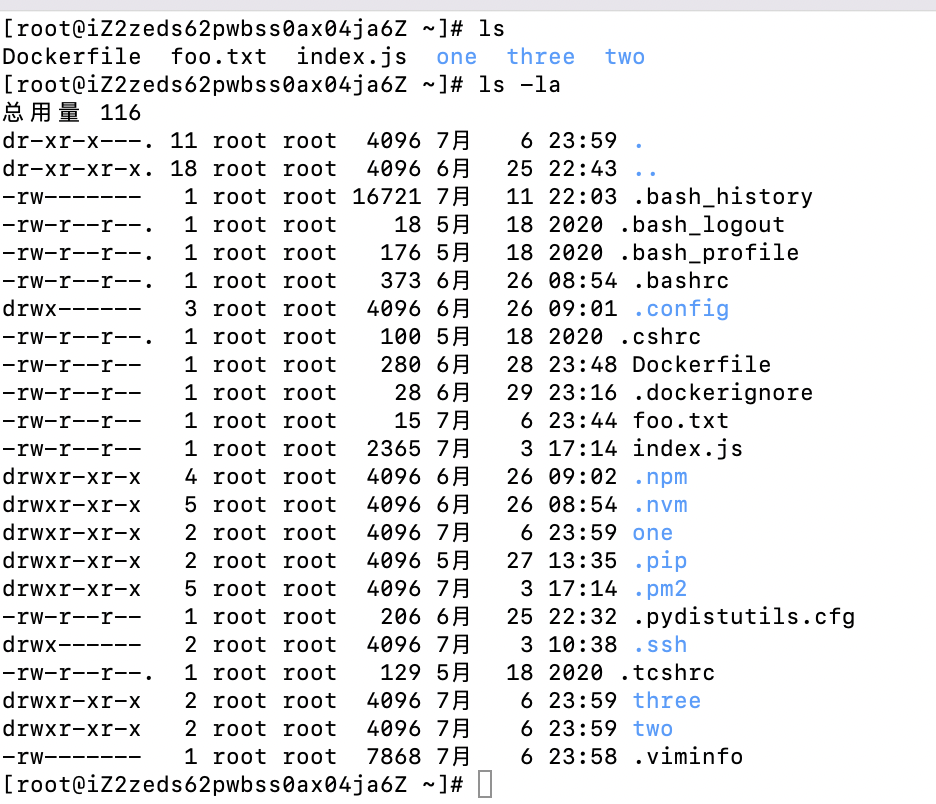 [root@iZ2zeds62pwbss0ax04ja6Z ~]# ls
Dockerfile  foo.txt  index.js  one  three  two
[root@iZ2zeds62pwbss0ax04ja6Z ~]# ls -la
总用量 116
dr-xr-x---. 11 root root  4096 7月   6 23:59 .
dr-xr-xr-x. 18 root root  4096 6月  25 22:43 ..
-rw-------   1 root root 16721 7月  11 22:03 .bash_history
-rw-r--r--.  1 root root    18 5月  18 2020 .bash_logout
-rw-r--r--.  1 root root   176 5月  18 2020 .bash_profile
-rw-r--r--.  1 root root   373 6月  26 08:54 .bashrc
drwx------   3 root root  4096 6月  26 09:01 .config
-rw-r--r--.  1 root root   100 5月  18 2020 .cshrc
-rw-r--r--   1 root root   280 6月  28 23:48 Dockerfile
-rw-r--r--   1 root root    28 6月  29 23:16 .dockerignore
-rw-r--r--   1 root root    15 7月   6 23:44 foo.txt
-rw-r--r--   1 root root  2365 7月   3 17:14 index.js
drwxr-xr-x   4 root root  4096 6月  26 09:02 .npm
drwxr-xr-x   5 root root  4096 6月  26 08:54 .nvm
drwxr-xr-x   2 root root  4096 7月   6 23:59 one
drwxr-xr-x   2 root root  4096 5月  27 13:35 .pip
drwxr-xr-x   5 root root  4096 7月   3 17:14 .pm2
-rw-r--r--   1 root root   206 6月  25 22:32 .pydistutils.cfg
drwx------   2 root root  4096 7月   3 10:38 .ssh
-rw-r--r--.  1 root root   129 5月  18 2020 .tcshrc
drwxr-xr-x   2 root root  4096 7月   6 23:59 three
drwxr-xr-x   2 root root  4096 7月   6 23:59 two
-rw-------   1 root root  7868 7月   6 23:58 .viminfo
[root@iZ2zeds62pwbss0ax04ja6Z ~]#